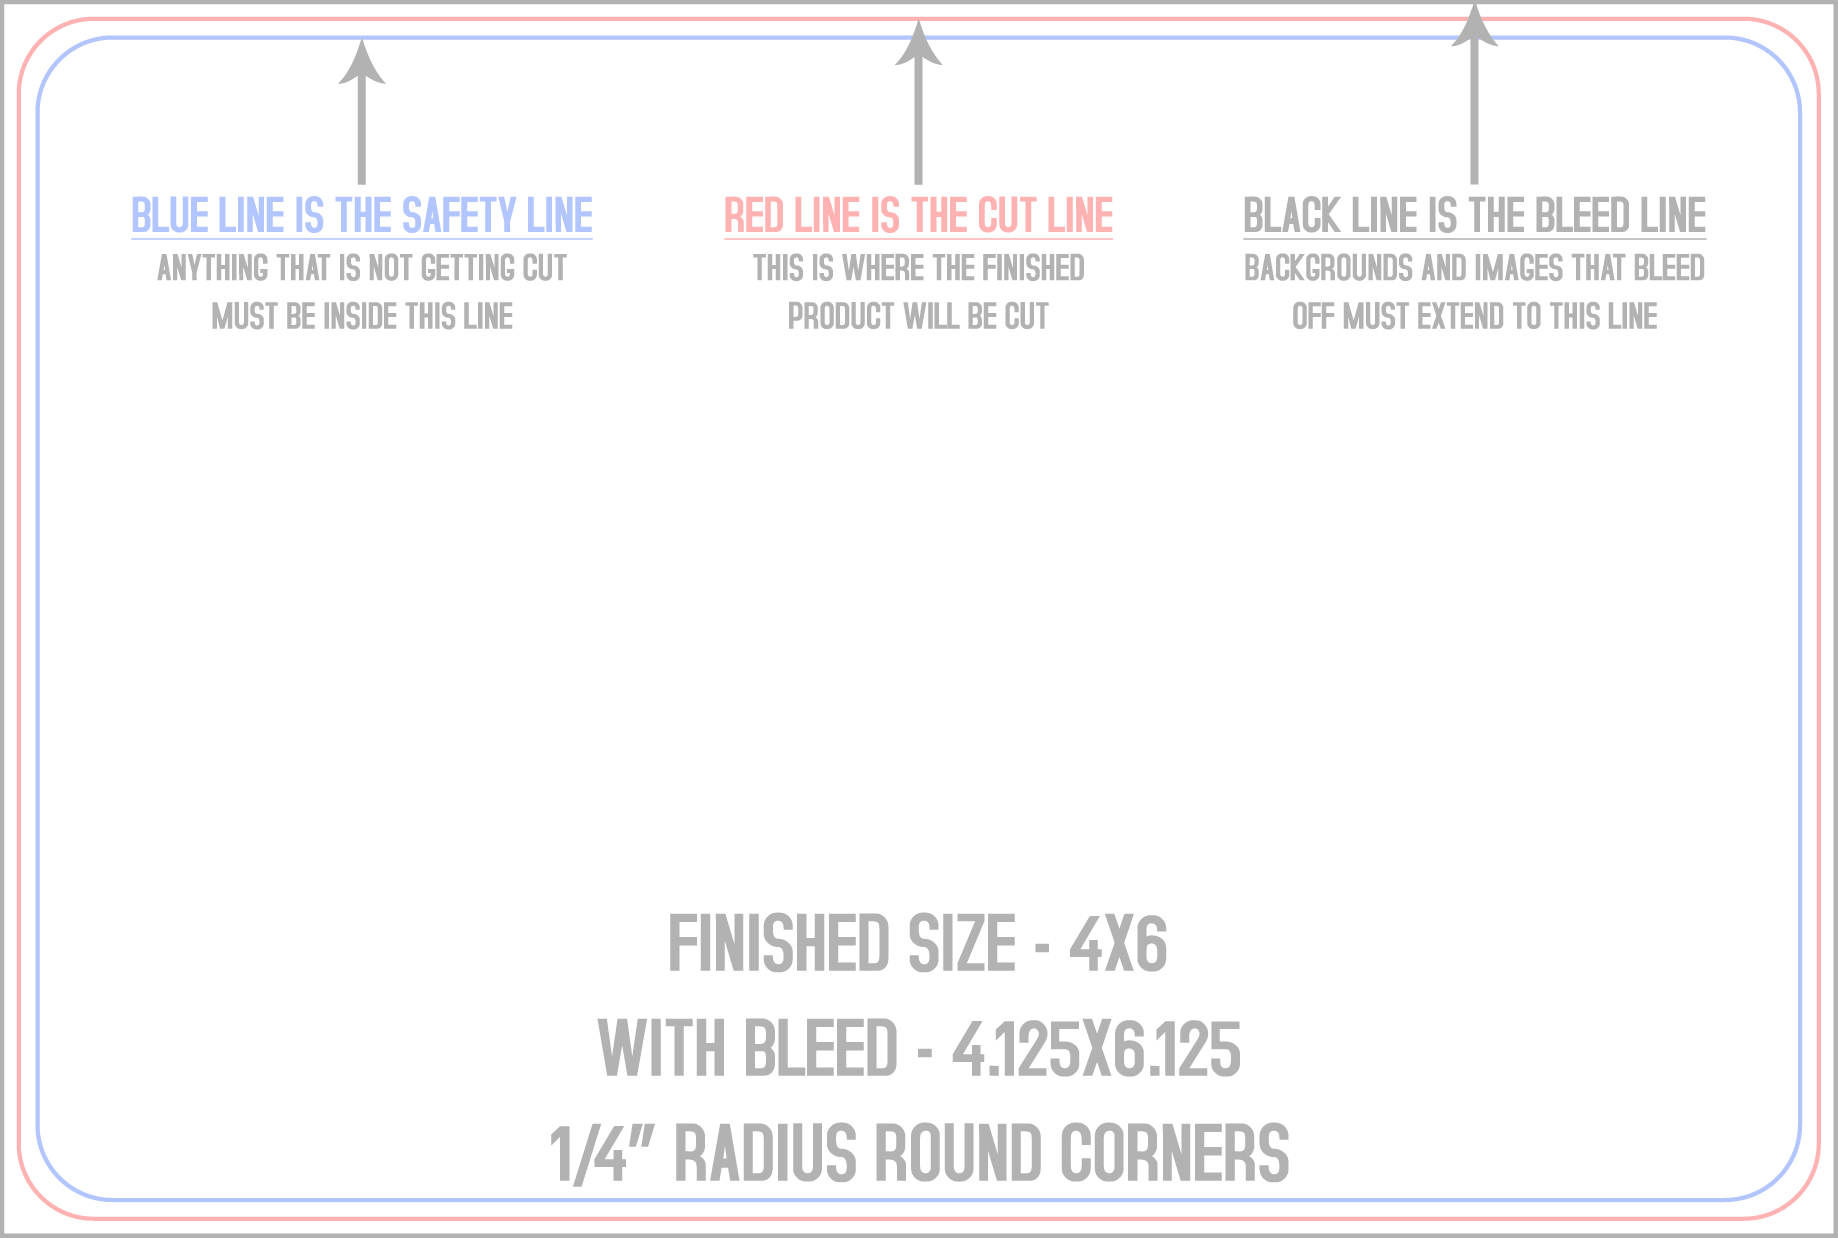 BLUE LINE IS THE SAFETY LINE
ANYTHING THAT IS NOT GETTING CUT
MUST BE INSIDE THIS LINE
RED LINE IS THE CUT LINE
THIS IS WHERE THE FINISHED
PRODUCT WILL BE CUT
BLACK LINE IS THE BLEED LINE
BACKGROUNDS AND IMAGES THAT BLEED
OFF MUST EXTEND TO THIS LINE
FINISHED SIZE - 4X6
WITH BLEED - 4.125X6.125
1/4" RADIUS ROUND CORNERS